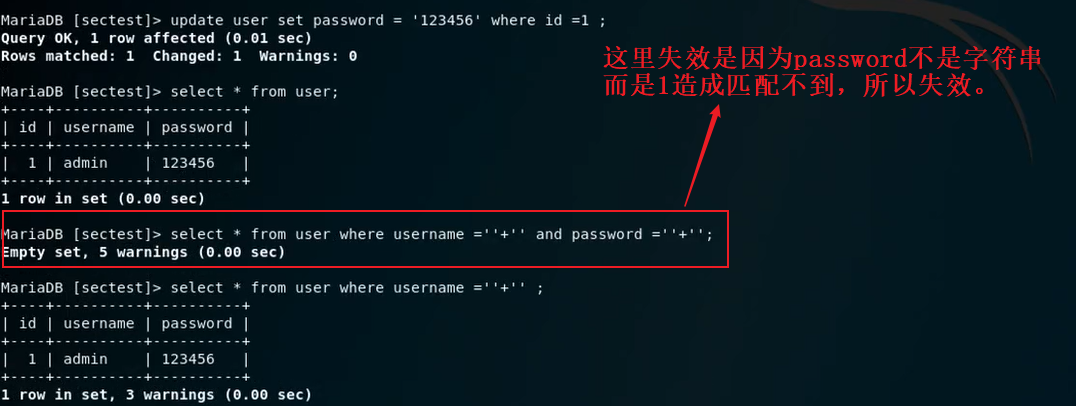 MariaDB [sectest]> update user set password = '123456' where id =1 ;
Query OK, 1 row affected (0.01 sec)
Rows matched: 1  Changed: 1  Warnings: 0
这里失效是因为password不是字符串
而是1造成匹配不到，所以失效。
MariaDB [sectest]> select * from user;
+----+----------+----------+
| id | username | password |
+----+----------+----------+
|  1 | admin    | 123456   |
+----+----------+----------+
1 row in set (0.00 sec)
MariaDB [sectest]> select * from user where username =''+'' and password =''+'';
Empty set, 5 warnings (0.00 sec)
MariaDB [sectest]> select * from user where username =''+'' ;
+----+----------+----------+
| id | username | password |
+----+----------+----------+
|  1 | admin    | 123456   |
+----+----------+----------+
1 row in set, 3 warnings (0.00 sec)